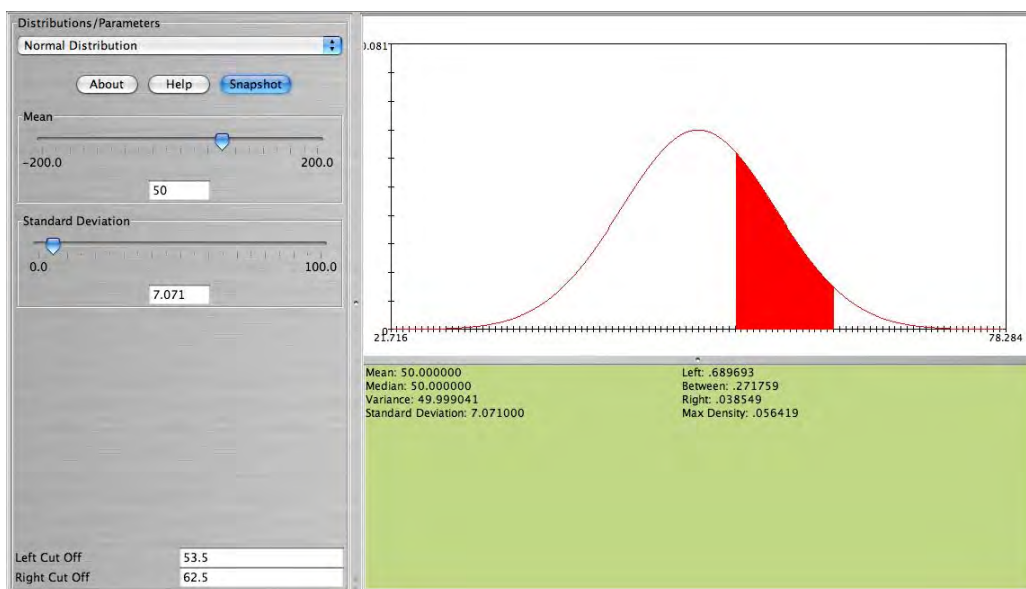 Distributions/Parameters
Normal Distribution
About Help Snapshot
Mean
-200.0 200.0
50
Standard Deviation
0.0 100.0
7.071
Left Cut Off 53.5
Right Cut Off 62.5
0.081
0
21.716 78.284
Mean: 50.000000
Median: 50.000000
Variance: 49.999041
Standard Deviation: 7.071000
Left: .689693
Between: .271759
Right: .038549
Max Density: .056419